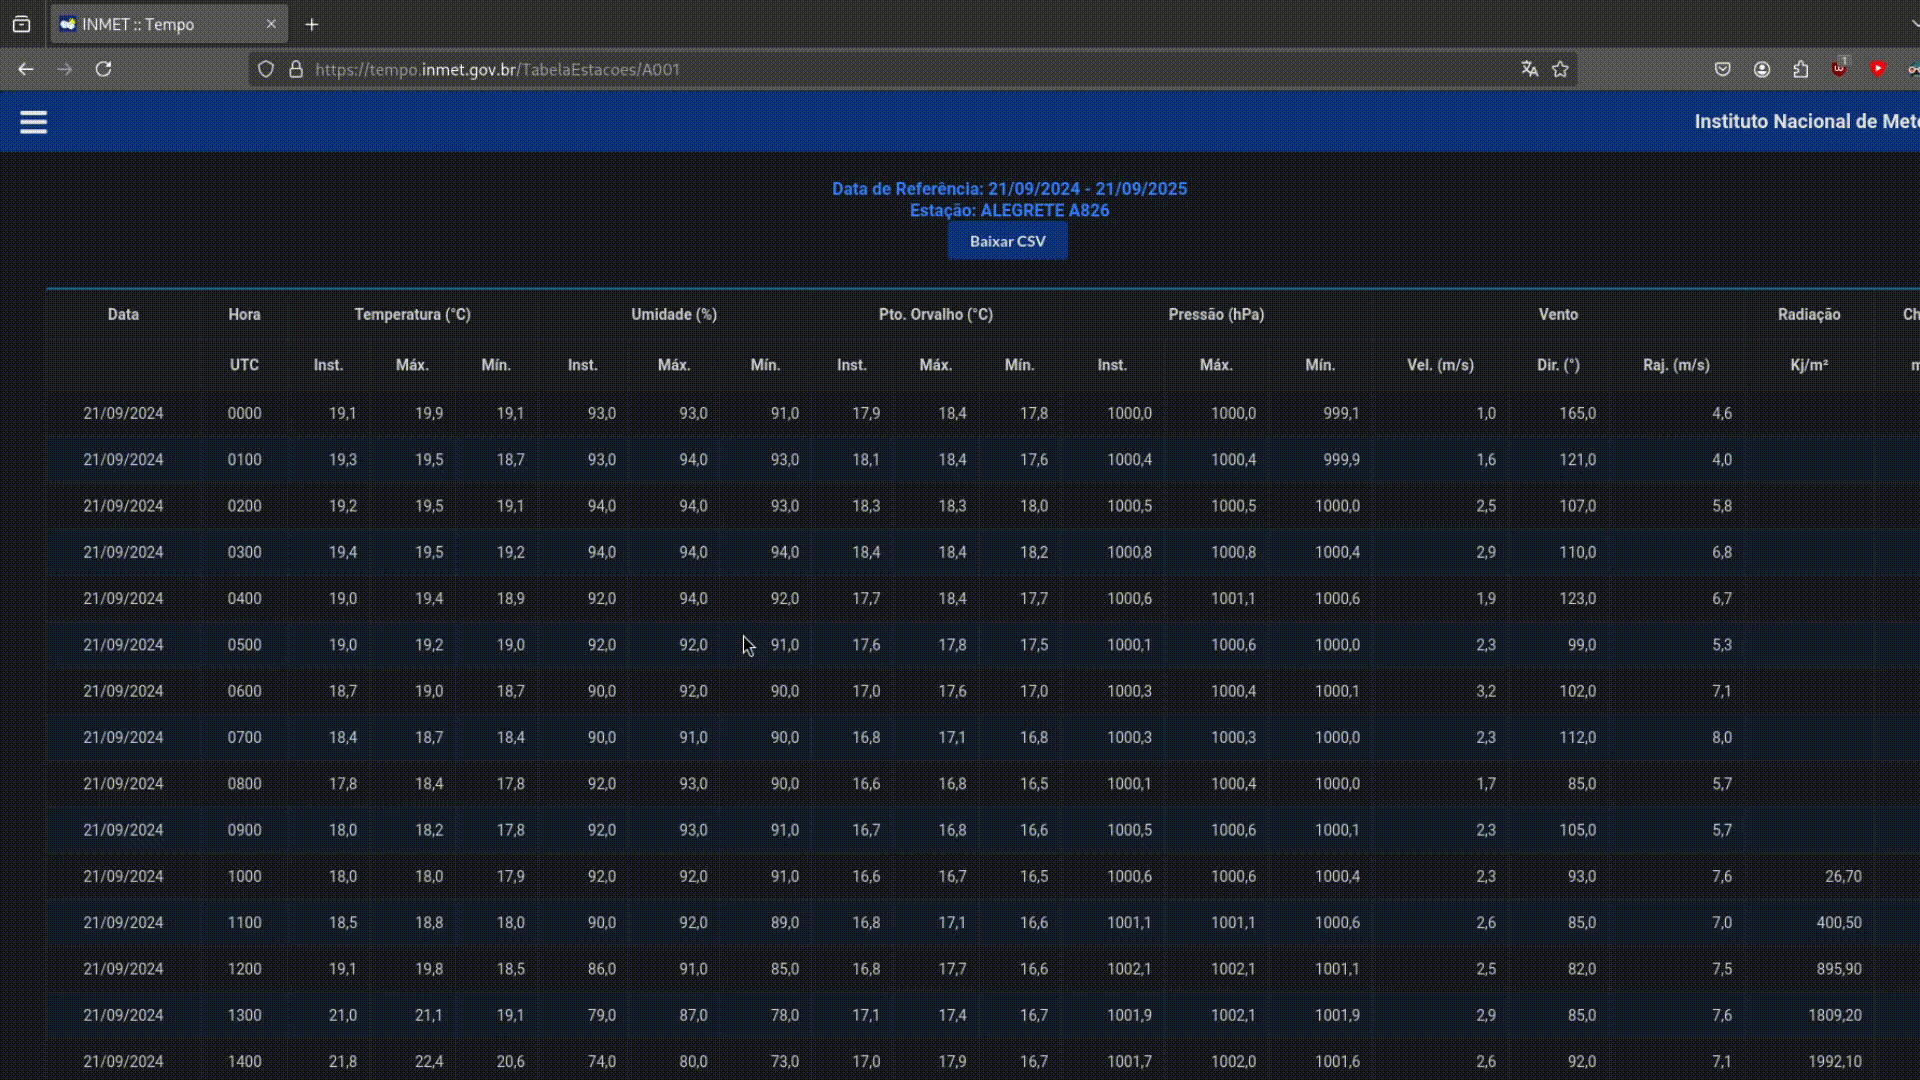 INMET :: Tempo
https://tempo.inmet.gov.br/TabelaEstacoes/A001
1
Instituto Nacional de
Data de Referência: 21/09/2024 - 21/09/2025
Estação: ALEGRETE A826
Baixar CSV
Data Hora Temperatura (°C) Umidade (%) Pto. Orvalho (°C) Pressão (hPa) Vento Radiação
UTC Inst. Máx. Mín. Inst. Máx. Mín. Inst. Máx. Mín. Inst. Máx. Mín. Vel. (m/s) Dir. (°) Raj. (m/s) Kj/m²
21/09/2024 0000 19,1 19,9 19,1 93,0 93,0 91,0 17,9 18,4 17,8 1000,0 1000,0 999,1 1,0 165,0 4,6
21/09/2024 0100 19,3 19,5 18,7 93,0 94,0 93,0 18,1 18,4 17,6 1000,4 1000,4 999,9 1,6 121,0 4,0
21/09/2024 0200 19,2 19,5 19,1 94,0 94,0 93,0 18,3 18,3 18,0 1000,5 1000,5 1000,0 2,5 107,0 5,8
21/09/2024 0300 19,4 19,5 19,2 94,0 94,0 94,0 18,4 18,4 18,2 1000,8 1000,8 1000,4 2,9 110,0 6,8
21/09/2024 0400 19,0 19,4 18,9 92,0 94,0 92,0 17,7 18,4 17,7 1000,6 1001,1 1000,6 1,9 123,0 6,7
21/09/2024 0500 19,0 19,2 19,0 92,0 92,0 91,0 17,6 17,8 17,5 1000,1 1000,6 1000,0 2,3 99,0 5,3
21/09/2024 0600 18,7 19,0 18,7 90,0 92,0 90,0 17,0 17,6 17,0 1000,3 1000,4 1000,1 3,2 102,0 7,1
21/09/2024 0700 18,4 18,7 18,4 90,0 91,0 90,0 16,8 17,1 16,8 1000,3 1000,3 1000,0 2,3 112,0 8,0
21/09/2024 0800 17,8 18,4 17,8 92,0 93,0 90,0 16,6 16,8 16,5 1000,1 1000,4 1000,0 1,7 85,0 5,7
21/09/2024 0900 18,0 18,2 17,8 92,0 93,0 91,0 16,7 16,8 16,6 1000,5 1000,6 1000,1 2,3 105,0 5,7
21/09/2024 1000 18,0 18,0 17,9 92,0 92,0 91,0 16,6 16,7 16,5 1000,6 1000,6 1000,4 2,3 93,0 7,6 26,70
21/09/2024 1100 18,5 18,8 18,0 90,0 92,0 89,0 16,8 17,1 16,6 1001,1 1001,1 1000,6 2,6 85,0 7,0 400,50
21/09/2024 1200 19,1 19,8 18,5 86,0 91,0 85,0 16,8 17,7 16,6 1002,1 1002,1 1001,1 2,5 82,0 7,5 895,90
21/09/2024 1300 21,0 21,1 19,1 79,0 87,0 78,0 17,1 17,4 16,7 1001,9 1002,1 1001,9 2,9 85,0 7,6 1809,20
21/09/2024 1400 21,8 22,4 20,6 74,0 80,0 73,0 17,0 17,9 16,7 1001,7 1002,0 1001,6 2,6 92,0 7,1 1992,10